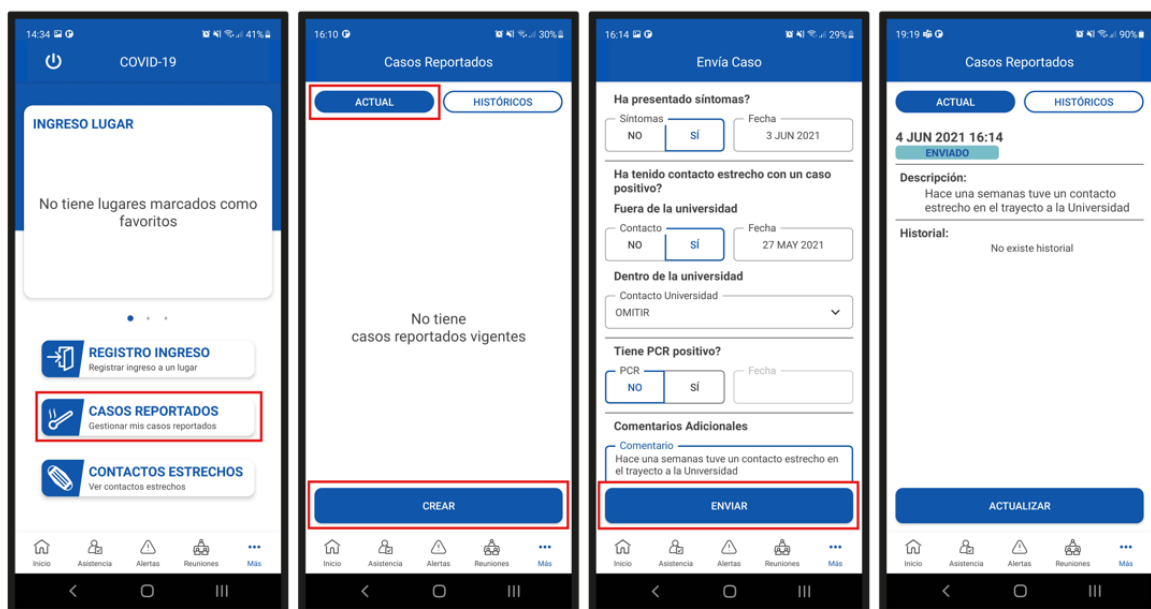 14:34
41%
COVID-19
INGRESO LUGAR
No tiene lugares marcados como
favoritos
REGISTRO INGRESO
Registrar ingreso a un lugar
CASOS REPORTADOS
Gestionar mis casos reportados
CONTACTOS ESTRECHOS
Ver contactos estrechos
Inicio
Asistencia
Alertas
Reuniones
Más
16:10
30%
Casos Reportados
ACTUAL
HISTÓRICOS
No tiene
casos reportados vigentes
CREAR
Inicio
Asistencia
Alertas
Reuniones
Más
16:14
29%
Envía Caso
Ha presentado síntomas?
Síntomas
Fecha
NO
SÍ
3 JUN 2021
Ha tenido contacto estrecho con un caso
positivo?
Fuera de la universidad
Contacto
Fecha
NO
SÍ
27 MAY 2021
Dentro de la universidad
Contacto Universidad
OMITIR
Tiene PCR positivo?
PCR
Fecha
NO
SÍ
Comentarios Adicionales
Comentario
Hace una semanas tuve un contacto estrecho en
el trayecto a la Unversidad
ENVIAR
Inicio
Asistencia
Alertas
Reuniones
Más
19:19
90%
Casos Reportados
ACTUAL
HISTÓRICOS
4 JUN 2021 16:14
ENVIADO
Descripción:
Hace una semanas tuve un contacto
estrecho en el trayecto a la Universidad
Historial:
No existe historial
ACTUALIZAR
Inicio
Asistencia
Alertas
Reuniones
Más